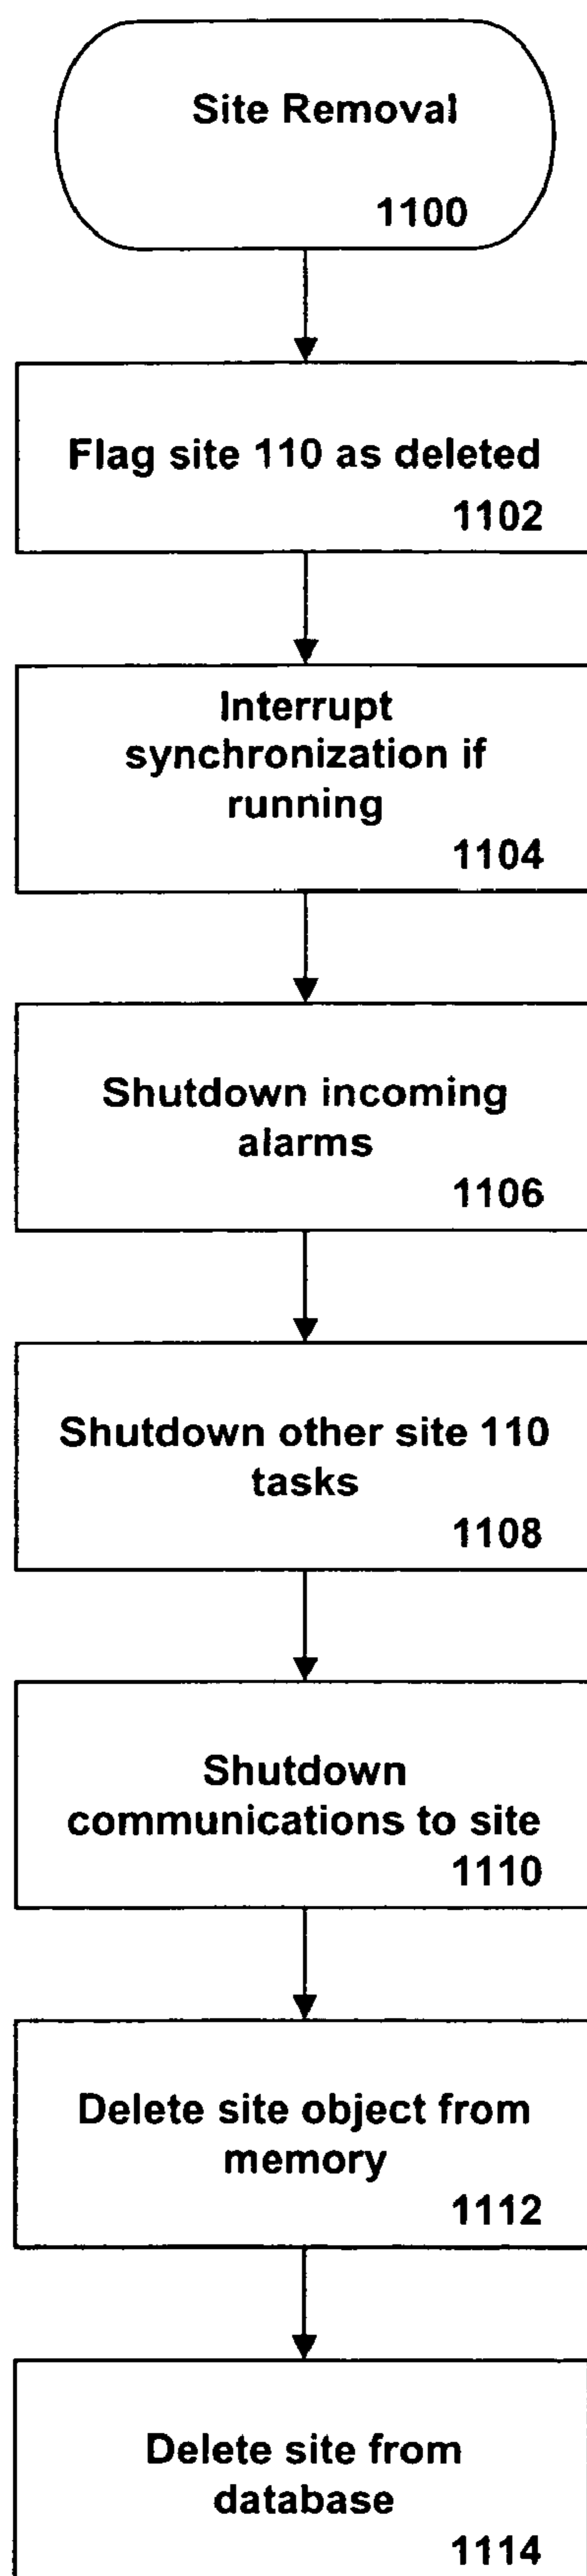 Site Removal
1100
Flag site 110 as deleted
1102
Interrupt
synchronization if
running
1104
Shutdown incoming
alarms
1106
Shutdown other site 110
tasks
1108
Shutdown
communications to site
1110
Delete site object from
memory
1112
Delete site from
database
1114